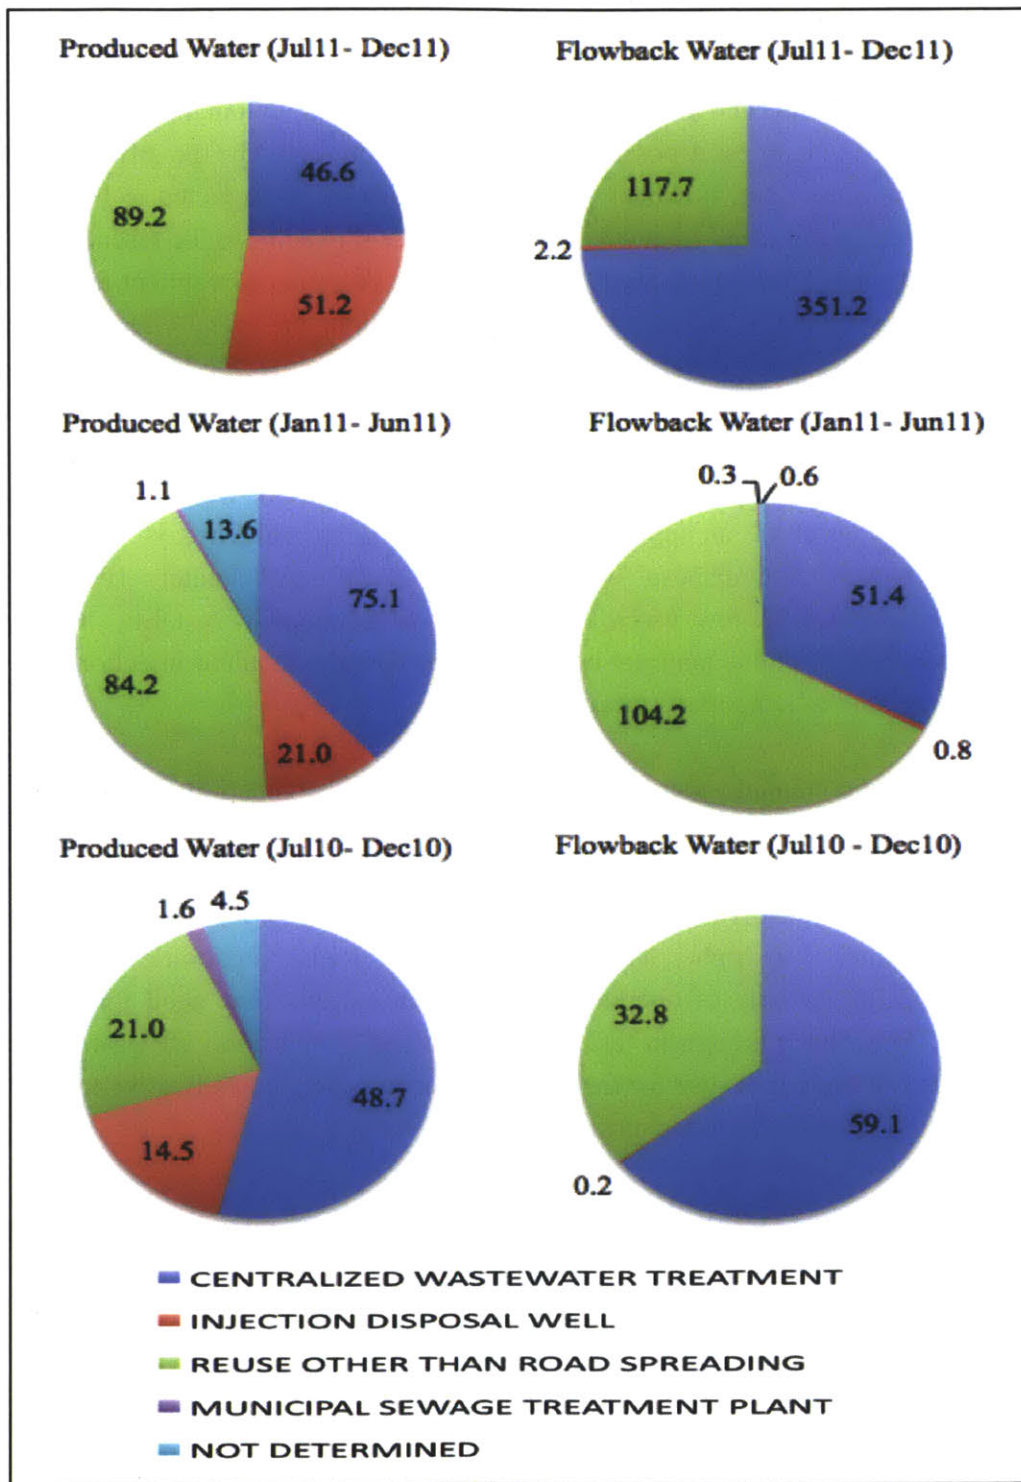 Produced Water (Jul11- Dec11)
Flowback Water (Jul11- Dec11)
46.6
89.2
51.2
117.7
2.2
351.2
Produced Water (Jan11- Jun11)
Flowback Water (Jan11- Jun11)
1.1
13.6
75.1
84.2
21.0
0.3
0.6
51.4
104.2
0.8
Produced Water (Jul10- Dec10)
Flowback Water (Jul10 - Dec10)
1.6
4.5
21.0
48.7
14.5
32.8
59.1
0.2
CENTRALIZED WASTEWATER TREATMENT
INJECTION DISPOSAL WELL
REUSE OTHER THAN ROAD SPREADING
MUNICIPAL SEWAGE TREATMENT PLANT
NOT DETERMINED